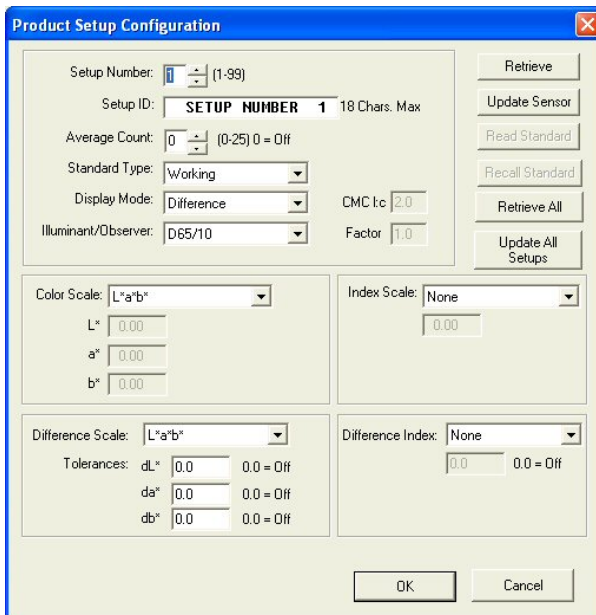 Product Setup Configuration
Setup Number: 1 (1-99)
Retrieve
Setup ID: SETUP NUMBER 1 18 Chars. Max
Update Sensor
Average Count: 0 (0-25) 0 = Off
Read Standard
Standard Type: Working
Recall Standard
Display Mode: Difference
CMC l:c 2.0
Retrieve All
Illuminant/Observer: D65/10
Factor 1.0
Update All
Setups
Color Scale: L*a*b*
Index Scale: None
L* 0.00
0.00
a* 0.00
b* 0.00
Difference Scale: L*a*b*
Difference Index: None
Tolerances: dL* 0.0 0.0 = Off
0.0 0.0 = Off
da* 0.0 0.0 = Off
db* 0.0 0.0 = Off
OK
Cancel